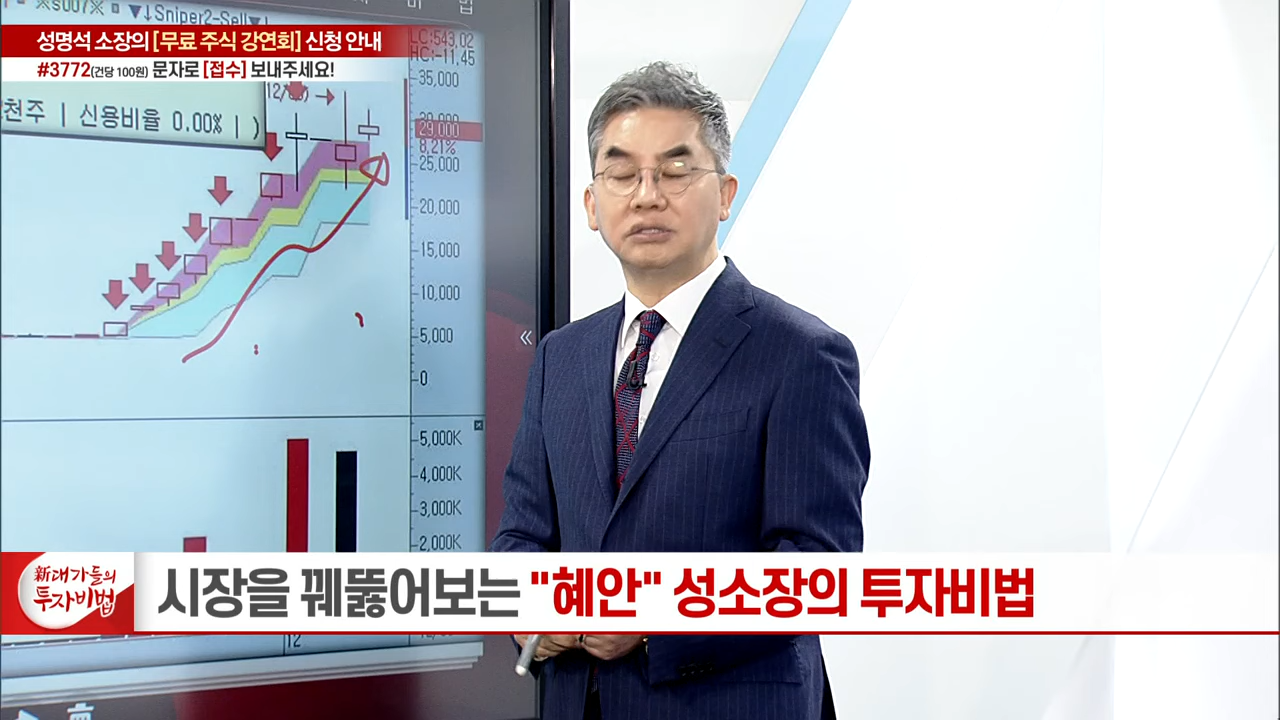 ▼↓Sniper2-Sell▼
성명석 소장의 [무료 주식 강연회] 신청 안내
#3772(건당 100원) 문자로 [접수] 보내주세요!
LC:543.02
HC:-11.45
35,000
천주 | 신용비율 0.00% | )
29,000
8.21%
25,000
20,000
15,000
10,000
5,000
0
«
5,000K
4,000K
3,000K
2,000K
新대가들의
투자비법
시장을 꿰뚫어보는 "혜안" 성소장의 투자비법
12